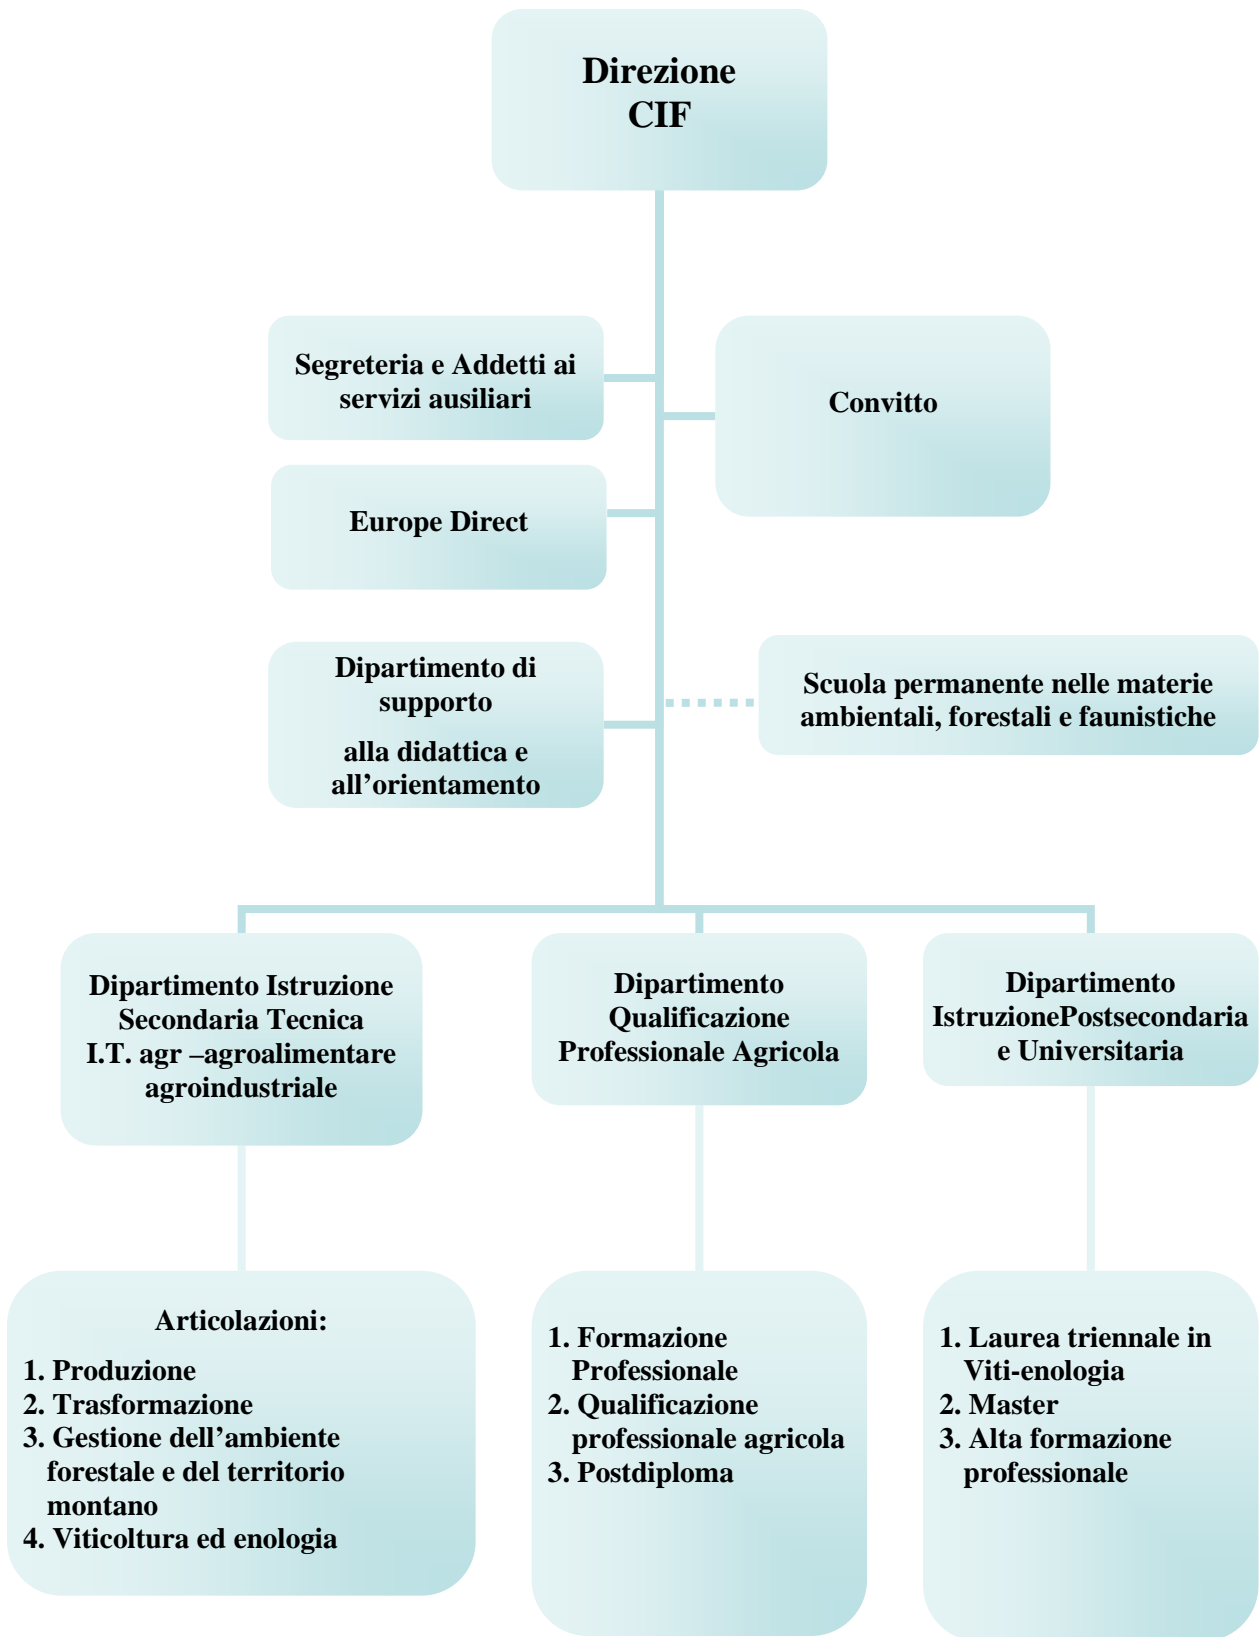 Direzione
CIF
Segreteria e Addetti ai
servizi ausiliari
Convitto
Europe Direct
Dipartimento di
supporto
alla didattica e
all’orientamento
Scuola permanente nelle materie
ambientali, forestali e faunistiche
Dipartimento Istruzione
Secondaria Tecnica
I.T. agr –agroalimentare
agroindustriale
Dipartimento
Qualificazione
Professionale Agricola
Dipartimento
IstruzionePostsecondaria
e Universitaria
Articolazioni:
1. Produzione
2. Trasformazione
3. Gestione dell’ambiente
forestale e del territorio
montano
4. Viticoltura ed enologia
1. Formazione
Professionale
2. Qualificazione
professionale agricola
3. Postdiploma
1. Laurea triennale in
Viti-enologia
2. Master
3. Alta formazione
professionale